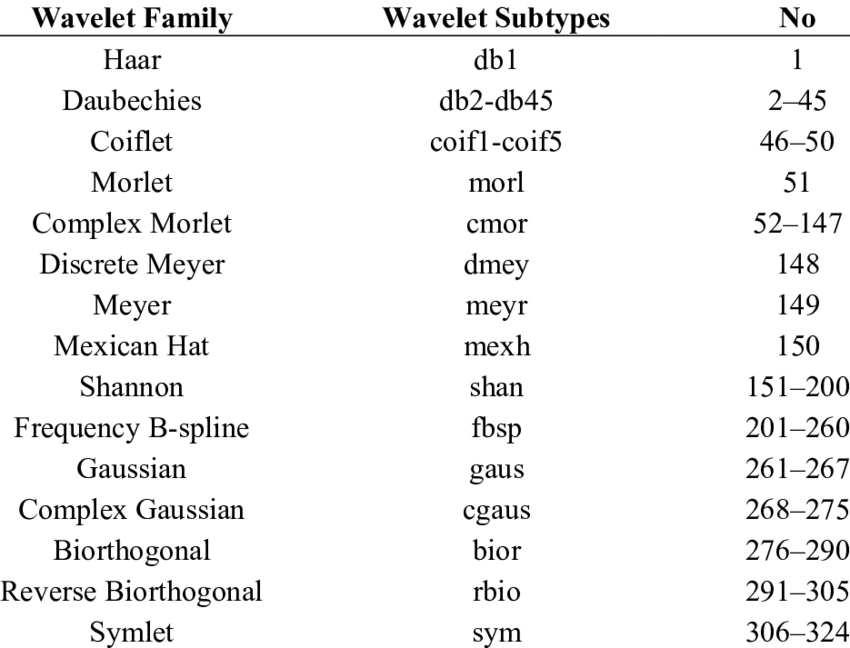 Wavelet Family Wavelet Subtypes No
Haar db1 1
Daubechies db2-db45 2–45
Coiflet coif1-coif5 46–50
Morlet morl 51
Complex Morlet cmor 52–147
Discrete Meyer dmey 148
Meyer meyr 149
Mexican Hat mexh 150
Shannon shan 151–200
Frequency B-spline fbsp 201–260
Gaussian gaus 261–267
Complex Gaussian cgaus 268–275
Biorthogonal bior 276–290
Reverse Biorthogonal rbio 291–305
Symlet sym 306–324